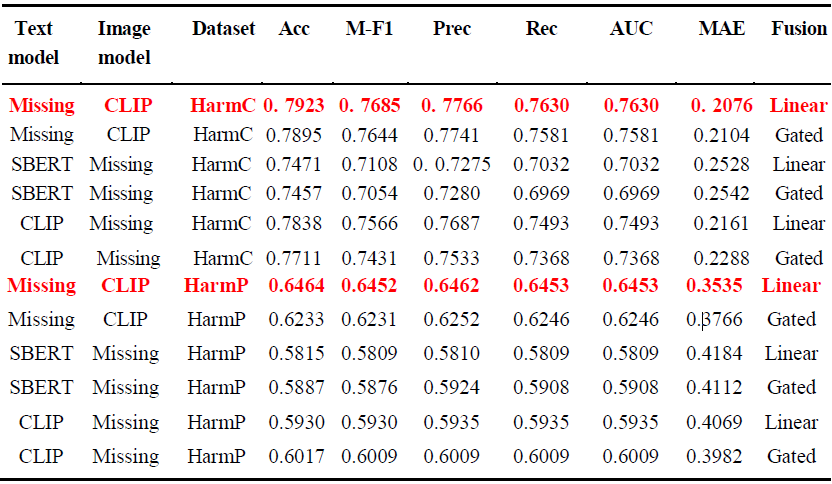 Text model Image model Dataset Acc M-F1 Prec Rec AUC MAE Fusion
Missing CLIP HarmC 0. 7923 0. 7685 0. 7766 0.7630 0.7630 0. 2076 Linear
Missing CLIP HarmC 0.7895 0.7644 0.7741 0.7581 0.7581 0.2104 Gated
SBERT Missing HarmC 0.7471 0.7108 0. 0.7275 0.7032 0.7032 0.2528 Linear
SBERT Missing HarmC 0.7457 0.7054 0.7280 0.6969 0.6969 0.2542 Gated
CLIP Missing HarmC 0.7838 0.7566 0.7687 0.7493 0.7493 0.2161 Linear
CLIP Missing HarmC 0.7711 0.7431 0.7533 0.7368 0.7368 0.2288 Gated
Missing CLIP HarmP 0.6464 0.6452 0.6462 0.6453 0.6453 0.3535 Linear
Missing CLIP HarmP 0.6233 0.6231 0.6252 0.6246 0.6246 0.3766 Gated
SBERT Missing HarmP 0.5815 0.5809 0.5810 0.5809 0.5809 0.4184 Linear
SBERT Missing HarmP 0.5887 0.5876 0.5924 0.5908 0.5908 0.4112 Gated
CLIP Missing HarmP 0.5930 0.5930 0.5935 0.5935 0.5935 0.4069 Linear
CLIP Missing HarmP 0.6017 0.6009 0.6009 0.6009 0.6009 0.3982 Gated